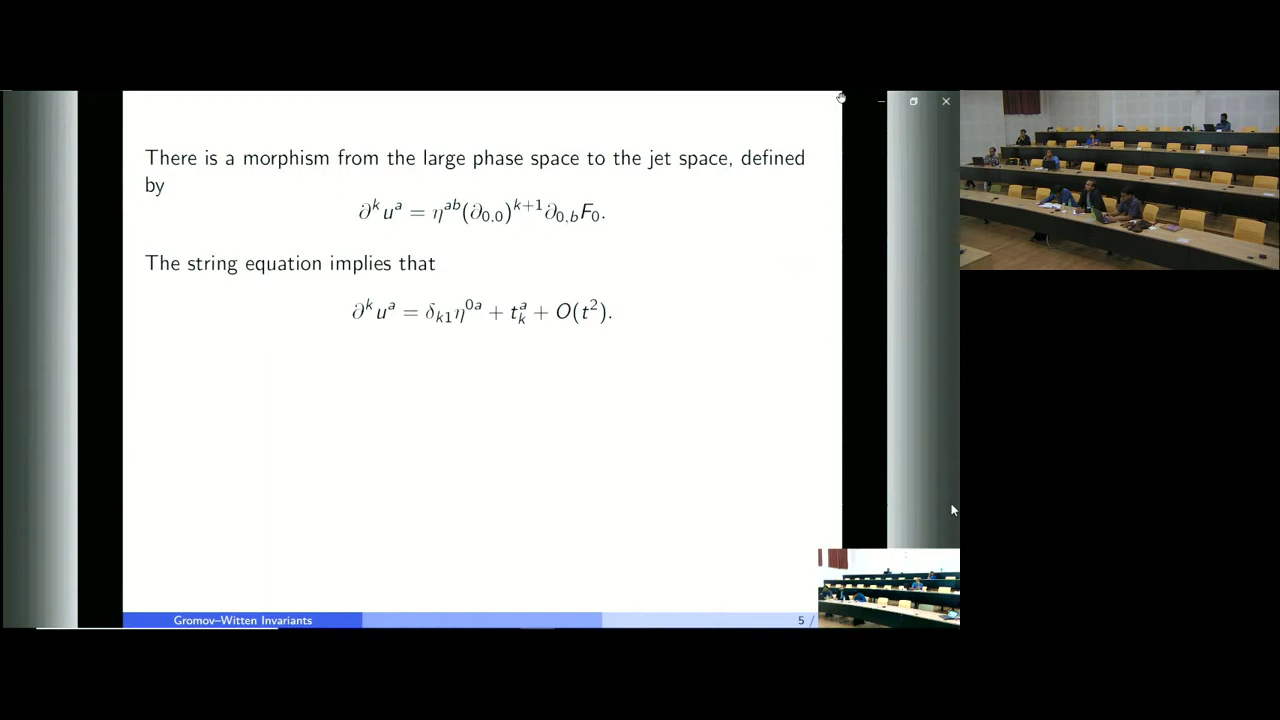 There is a morphism from the large phase space to the jet space, defined
by
∂^k u^a = η^{ab}(∂_{0,0})^{k+1}∂_{0,b}F_0.
The string equation implies that
∂^k u^a = δ_{k1}η^{0a} + t_k^a + O(t^2).
Gromov–Witten Invariants
5 /